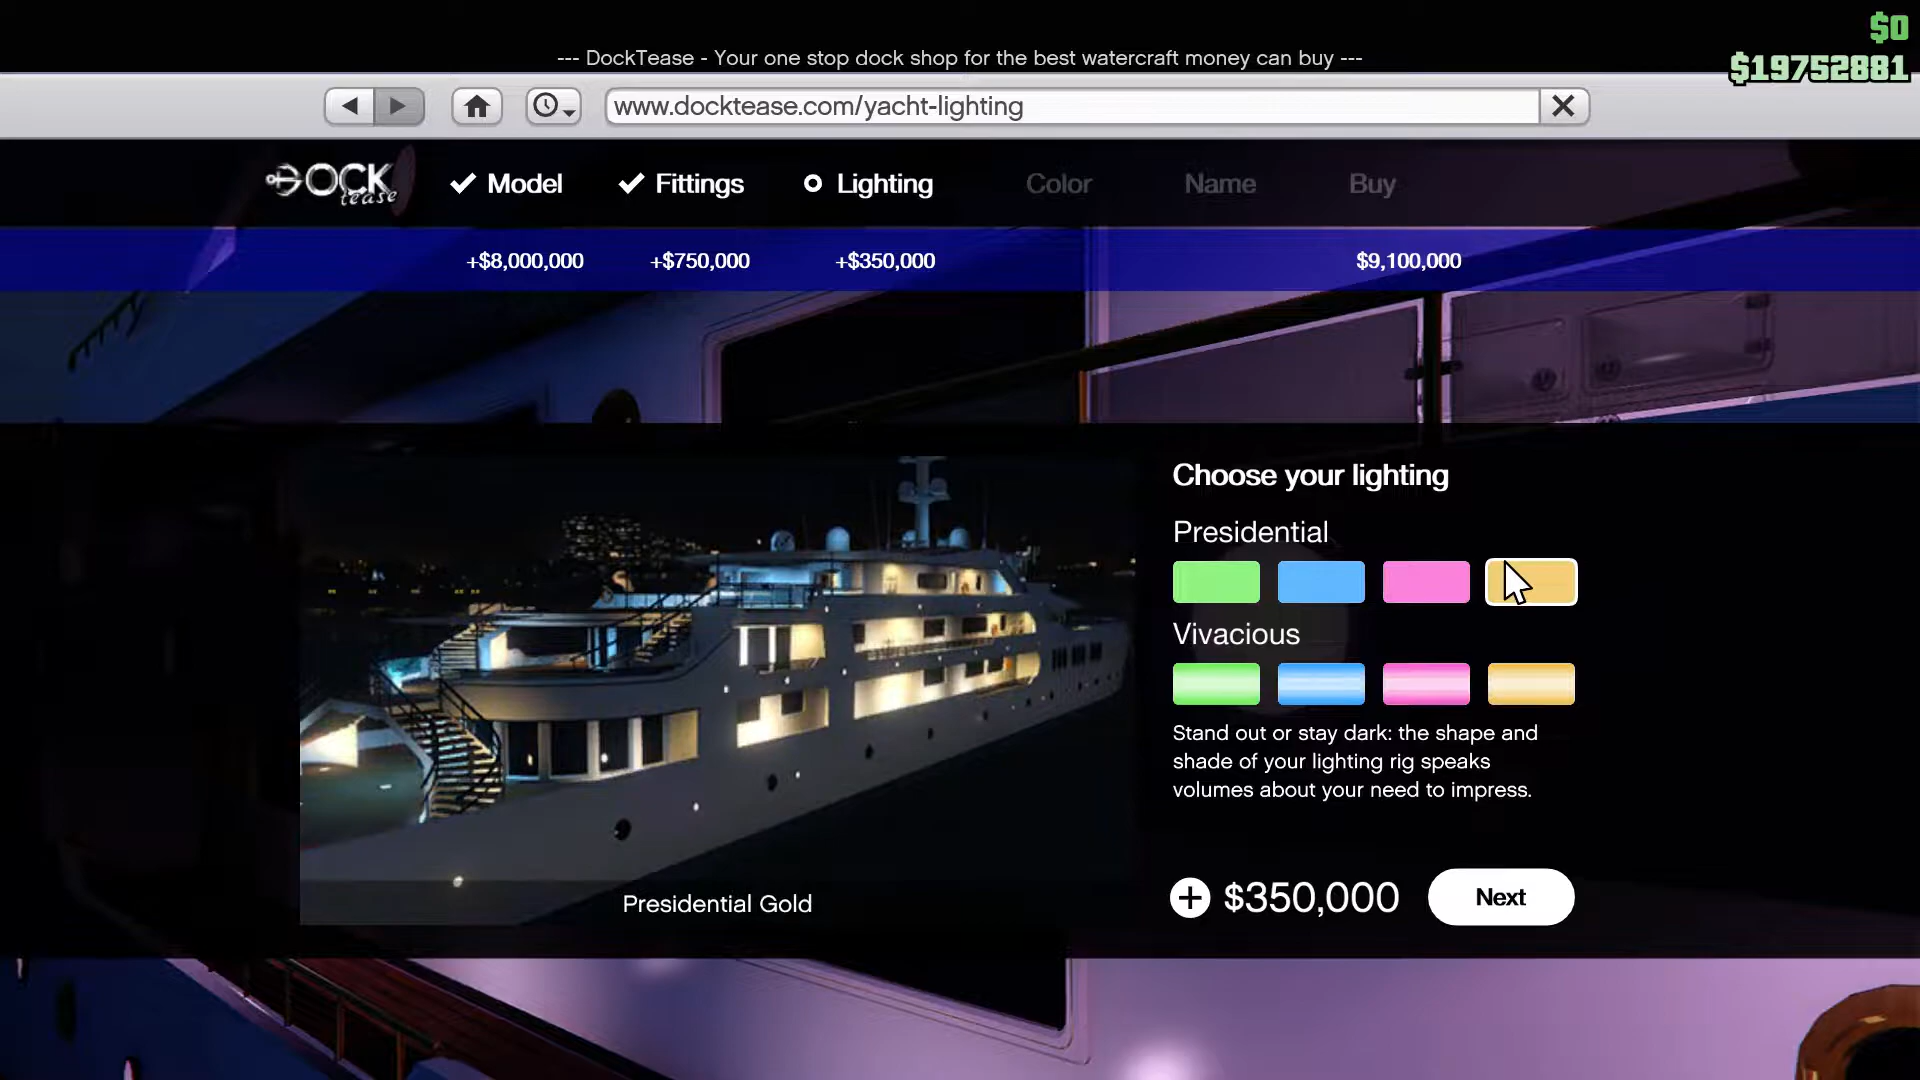 $0
--- DockTease - Your one stop dock shop for the best watercraft money can buy ---
$19752881
www.docktease.com/yacht-lighting
DOCK tease
Model
Fittings
Lighting
Color
Name
Buy
+$8,000,000
+$750,000
+$350,000
$9,100,000
Choose your lighting
Presidential
Vivacious
Stand out or stay dark: the shape and
shade of your lighting rig speaks
volumes about your need to impress.
Presidential Gold
+ $350,000
Next